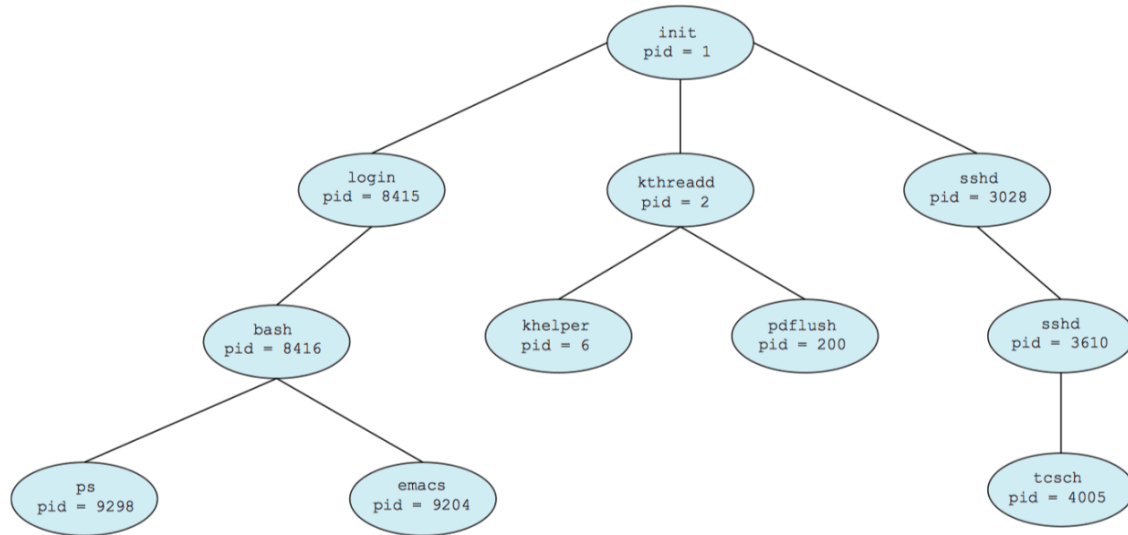 init
pid = 1
login
pid = 8415
kthreadd
pid = 2
sshd
pid = 3028
bash
pid = 8416
khelper
pid = 6
pdflush
pid = 200
sshd
pid = 3610
ps
pid = 9298
emacs
pid = 9204
tcsch
pid = 4005